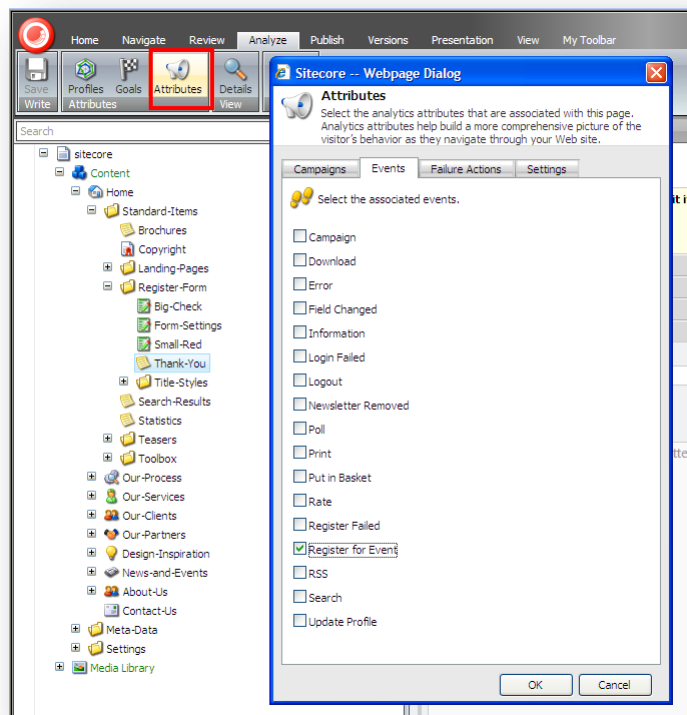 Home Navigate Review Analyze Publish Versions Presentation View My Toolbar
Save Profiles Goals Attributes Details
Write Attributes View
Sitecore -- Webpage Dialog
Attributes
Select the analytics attributes that are associated with this page.
Analytics attributes help build a more comprehensive picture of the
visitor's behavior as they navigate through your Web site.
Campaigns Events Failure Actions Settings
Select the associated events.
Campaign
Download
Error
Field Changed
Information
Login Failed
Logout
Newsletter Removed
Poll
Print
Put in Basket
Rate
Register Failed
Register for Event
RSS
Search
Update Profile
OK Cancel
Search
sitecore
Content
Home
Standard-Items
Brochures
Copyright
Landing-Pages
Register-Form
Big-Check
Form-Settings
Small-Red
Thank-You
Title-Styles
Search-Results
Statistics
Teasers
Toolbox
Our-Process
Our-Services
Our-Clients
Our-Partners
Design-Inspiration
News-and-Events
About-Us
Contact-Us
Meta-Data
Settings
Media Library